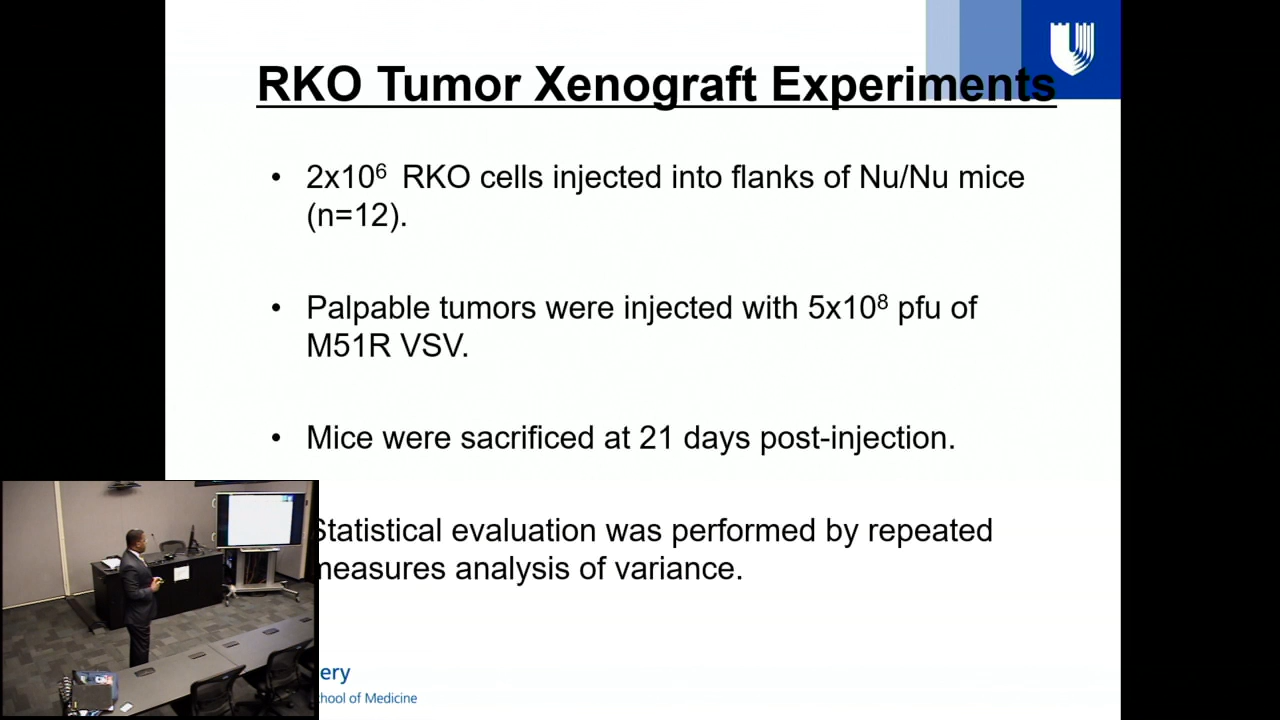 RKO Tumor Xenograft Experiments
• 2x10⁶ RKO cells injected into flanks of Nu/Nu mice
(n=12).
• Palpable tumors were injected with 5x10⁸ pfu of
M51R VSV.
• Mice were sacrificed at 21 days post-injection.
Statistical evaluation was performed by repeated
measures analysis of variance.
ery
hool of Medicine